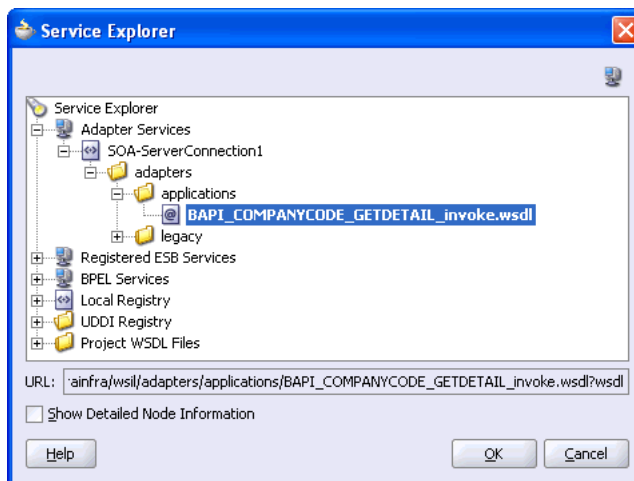 Service Explorer
Service Explorer
Adapter Services
SOA-ServerConnection1
adapters
applications
BAPI_COMPANYCODE_GETDETAIL_invoke.wsdl
legacy
Registered ESB Services
BPEL Services
Local Registry
UDDI Registry
Project WSDL Files
URL: ainfra/wsil/adapters/applications/BAPI_COMPANYCODE_GETDETAIL_invoke.wsdl?wsdl
Show Detailed Node Information
Help OK Cancel